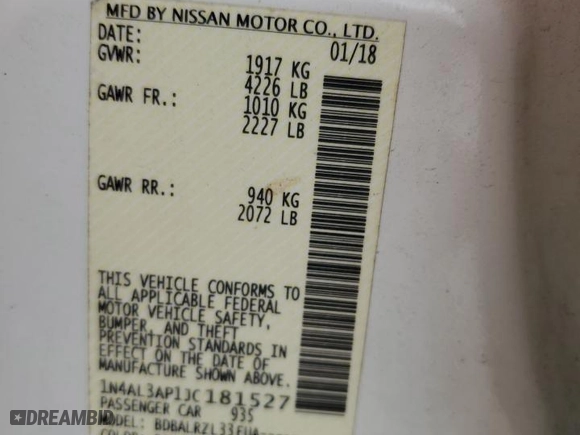 MFD BY NISSAN MOTOR CO., LTD.
DATE: 01/18
GVWR: 1917 KG
4226 LB
GAWR FR.: 1010 KG
2227 LB
GAWR RR.: 940 KG
2072 LB
THIS VEHICLE CONFORMS TO
ALL APPLICABLE FEDERAL
MOTOR VEHICLE SAFETY,
BUMPER, AND THEFT
PREVENTION STANDARDS IN
EFFECT ON THE DATE OF
MANUFACTURE SHOWN ABOVE.
1N4AL3AP1JC181527
PASSENGER CAR 935
MODEL: BDBALRZL33EUA
DREAMBID